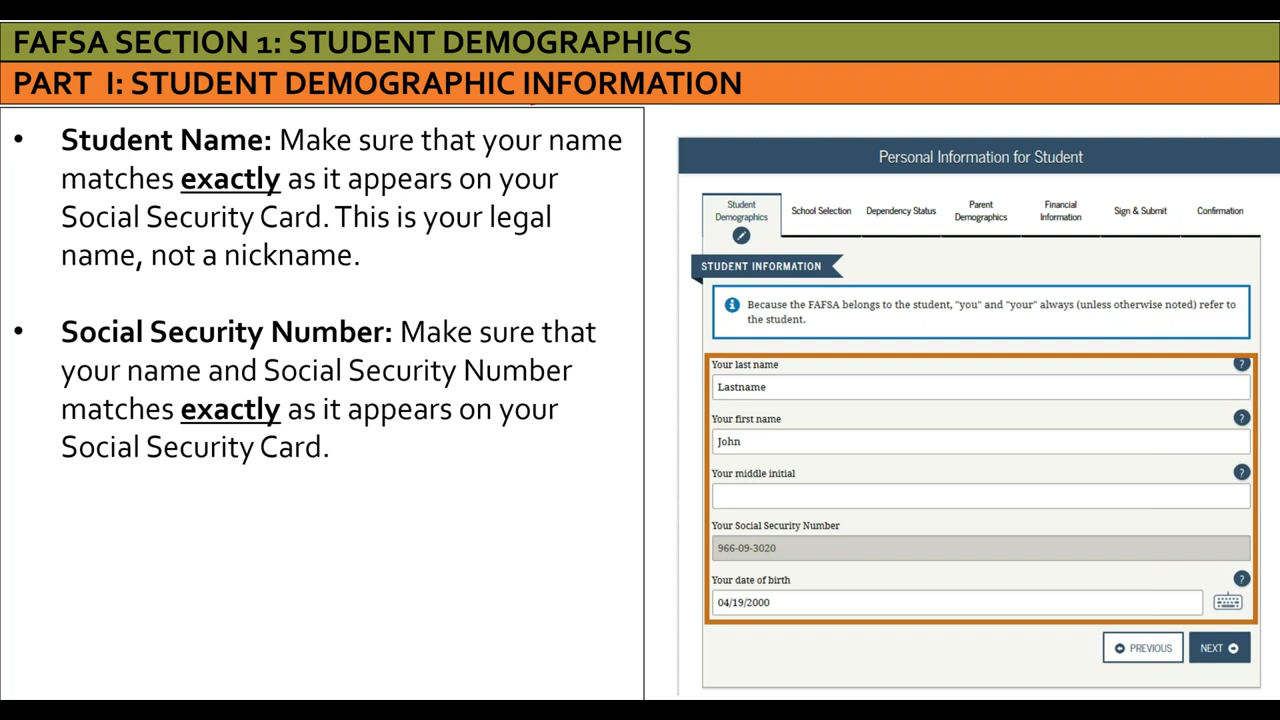 FAFSA SECTION 1: STUDENT DEMOGRAPHICS
PART I: STUDENT DEMOGRAPHIC INFORMATION
• Student Name: Make sure that your name
matches exactly as it appears on your
Social Security Card. This is your legal
name, not a nickname.
• Social Security Number: Make sure that
your name and Social Security Number
matches exactly as it appears on your
Social Security Card.
Personal Information for Student
Student Demographics
School Selection
Dependency Status
Parent Demographics
Financial Information
Sign & Submit
Confirmation
STUDENT INFORMATION
Because the FAFSA belongs to the student, "you" and "your" always (unless otherwise noted) refer to
the student.
Your last name
Lastname
Your first name
John
Your middle initial
Your Social Security Number
966-09-3020
Your date of birth
04/19/2000
PREVIOUS
NEXT